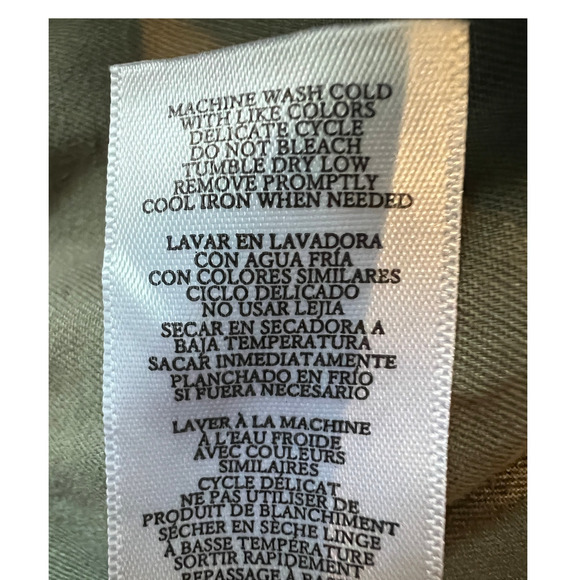 MACHINE WASH COLD
WITH LIKE COLORS
DELICATE CYCLE
DO NOT BLEACH
TUMBLE DRY LOW
REMOVE PROMPTLY
COOL IRON WHEN NEEDED
LAVAR EN LAVADORA
CON AGUA FRÍA
CON COLORES SIMILARES
CICLO DELICADO
NO USAR LEJIA
SECAR EN SECADORA A
BAJA TEMPERATURA
SACAR INMEDIATAMENTE
PLANCHADO EN FRÍO
SI FUERA NECESARIO
LAVER À LA MACHINE
À L'EAU FROIDE
AVEC COULEURS
SIMILAIRES
CYCLE DÉLICAT
NE PAS UTILISER DE
PRODUIT DE BLANCHIMENT
SÉCHER EN SÈCHE LINGE
À BASSE TEMPÉRATURE
SORTIR RAPIDEMENT
REPASSAGE À